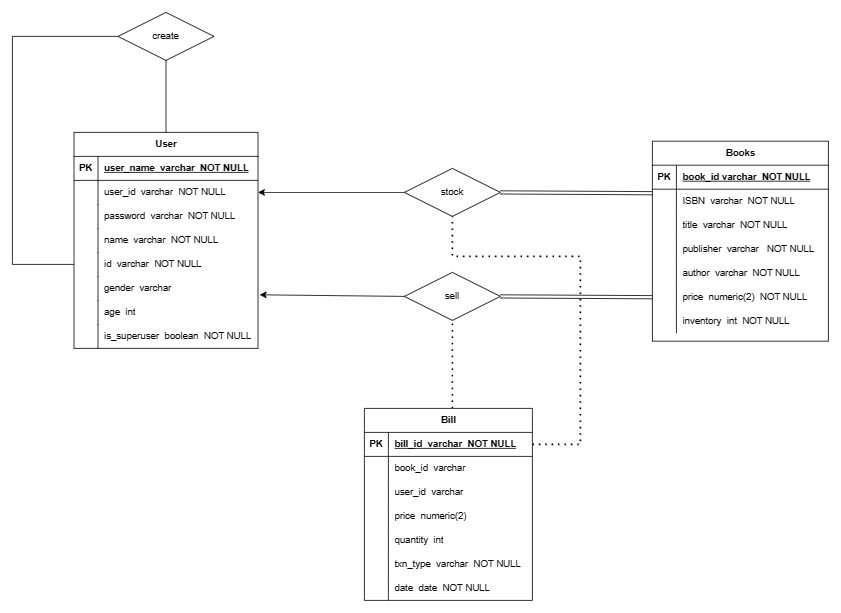 create
User
PK user_name varchar NOT NULL
user_id varchar NOT NULL
password varchar NOT NULL
name varchar NOT NULL
id varchar NOT NULL
gender varchar
age int
is_superuser boolean NOT NULL
stock
sell
Books
PK book_id varchar NOT NULL
ISBN varchar NOT NULL
title varchar NOT NULL
publisher varchar NOT NULL
author varchar NOT NULL
price numeric(2) NOT NULL
inventory int NOT NULL
Bill
PK bill_id varchar NOT NULL
book_id varchar
user_id varchar
price numeric(2)
quantity int
txn_type varchar NOT NULL
date date NOT NULL